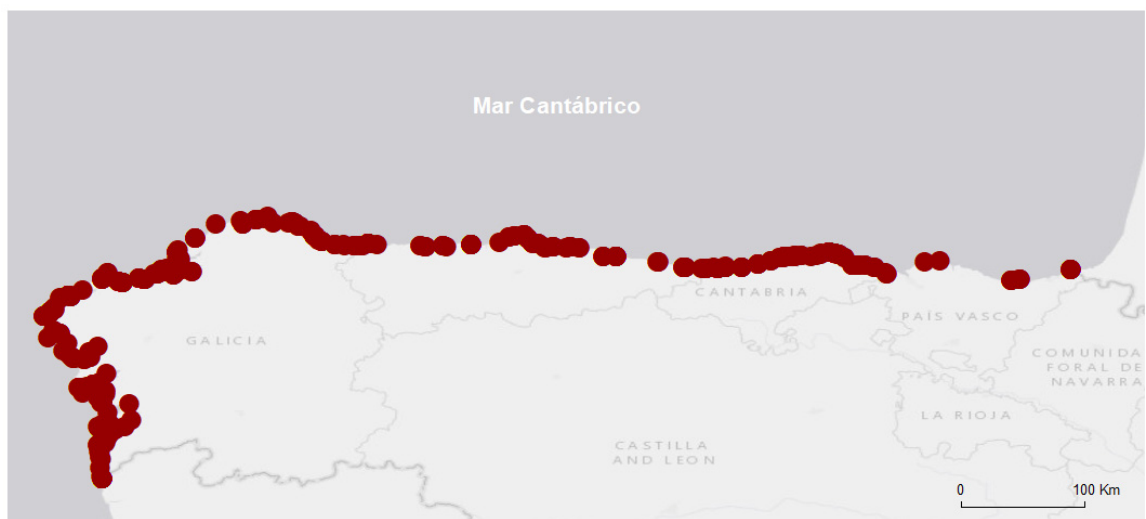 Mar Cantábrico
CANTABRIA
PAÍS VASCO
GALICIA
COMUNIDA
FORAL DE
NAVARRA
LA RIOJA
CASTILLA
AND LEON
0 100 Km